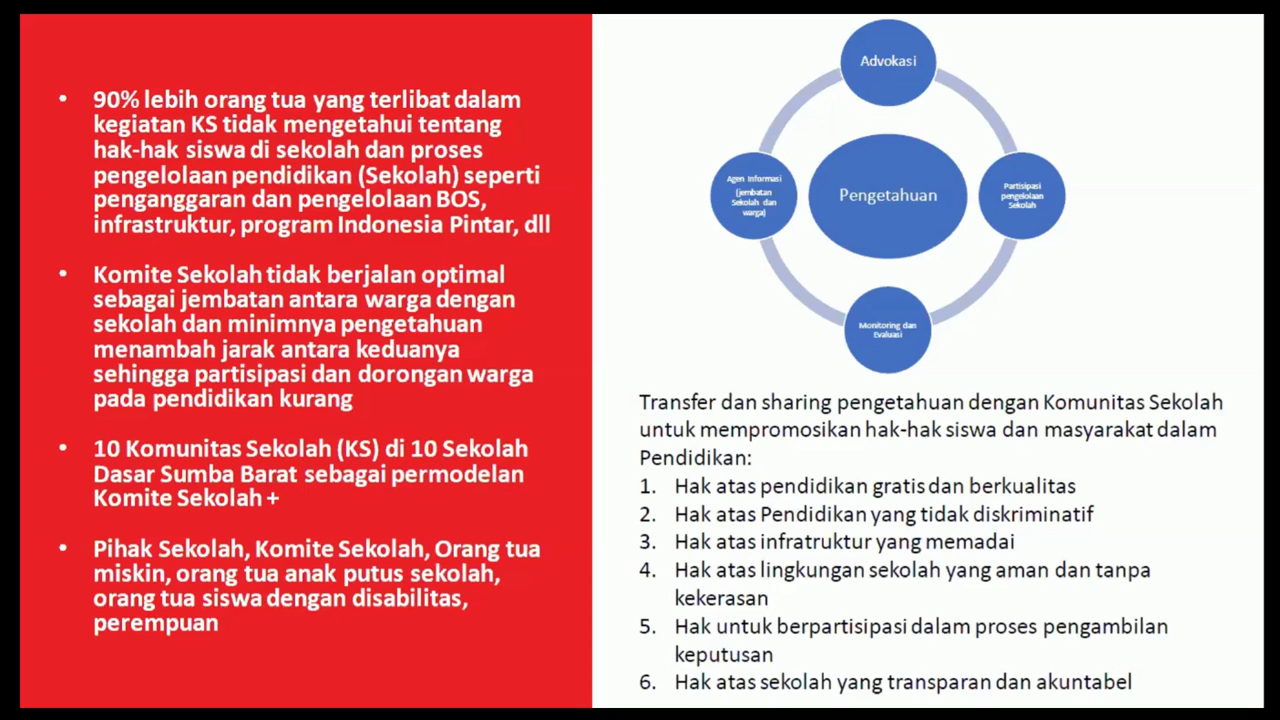 • 90% lebih orang tua yang terlibat dalam
kegiatan KS tidak mengetahui tentang
hak-hak siswa di sekolah dan proses
pengelolaan pendidikan (Sekolah) seperti
penganggaran dan pengelolaan BOS,
infrastruktur, program Indonesia Pintar, dll
• Komite Sekolah tidak berjalan optimal
sebagai jembatan antara warga dengan
sekolah dan minimnya pengetahuan
menambah jarak antara keduanya
sehingga partisipasi dan dorongan warga
pada pendidikan kurang
• 10 Komunitas Sekolah (KS) di 10 Sekolah
Dasar Sumba Barat sebagai permodelan
Komite Sekolah +
• Pihak Sekolah, Komite Sekolah, Orang tua
miskin, orang tua anak putus sekolah,
orang tua siswa dengan disabilitas,
perempuan
Advokasi
Agen Informasi
(jembatan
Sekolah dan
warga)
Pengetahuan
Partisipasi
pengelolaan
Sekolah
Monitoring dan
Evaluasi
Transfer dan sharing pengetahuan dengan Komunitas Sekolah
untuk mempromosikan hak-hak siswa dan masyarakat dalam
Pendidikan:
1. Hak atas pendidikan gratis dan berkualitas
2. Hak atas Pendidikan yang tidak diskriminatif
3. Hak atas infratruktur yang memadai
4. Hak atas lingkungan sekolah yang aman dan tanpa
kekerasan
5. Hak untuk berpartisipasi dalam proses pengambilan
keputusan
6. Hak atas sekolah yang transparan dan akuntabel